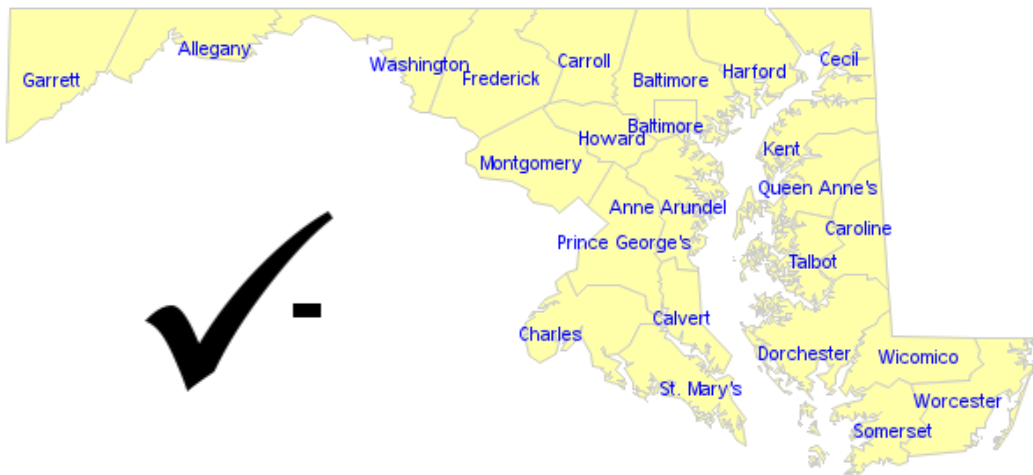 Garrett
Allegany
Washington
Frederick
Carroll
Baltimore
Harford
Cecil
Baltimore
Howard
Montgomery
Kent
Queen Anne's
Anne Arundel
Caroline
Prince George's
Talbot
Charles
Calvert
Dorchester
Wicomico
St. Mary's
Worcester
Somerset
✓-